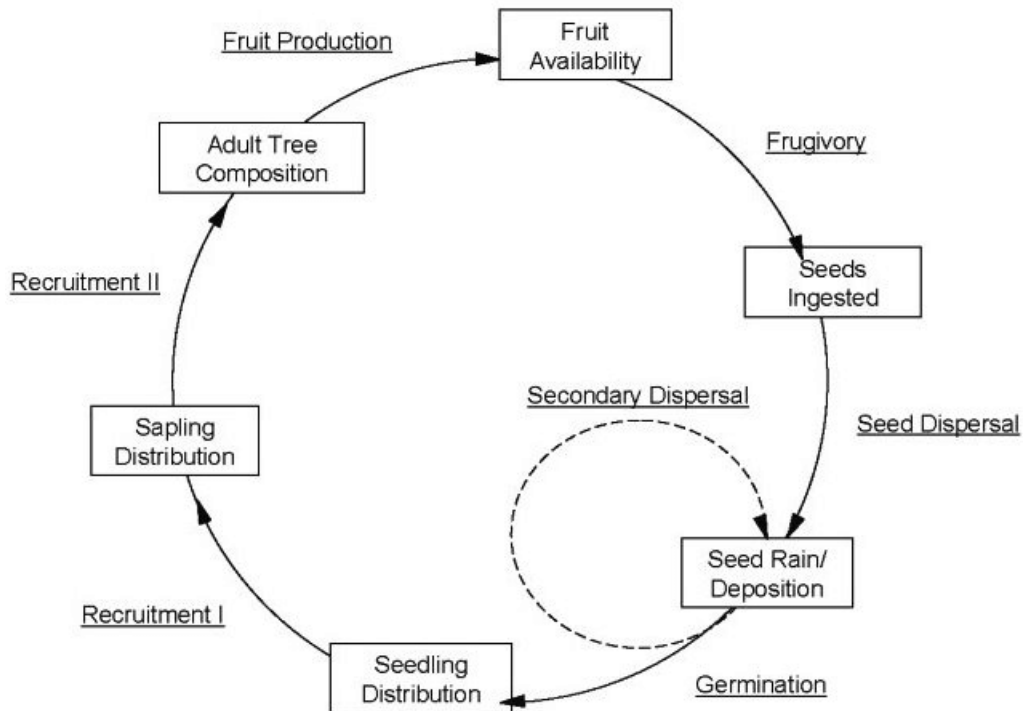 Fruit Production
Fruit
Availability
Adult Tree
Composition
Frugivory
Recruitment II
Seeds
Ingested
Secondary Dispersal
Sapling
Distribution
Seed Dispersal
Seed Rain/
Deposition
Recruitment I
Seedling
Distribution
Germination